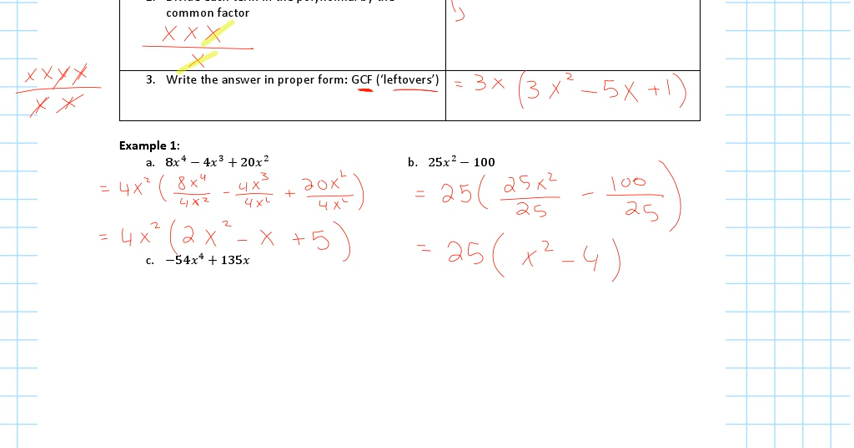 common factor
x x x
x
x x x x
x x
3. Write the answer in proper form: GCF ('leftovers')
= 3x (3x² - 5x + 1)
Example 1:
a. 8x⁴ − 4x³ + 20x²
= 4x² ( 8x⁴/4x² - 4x³/4x² + 20x²/4x² )
= 4x² (2x² - x + 5)
b. 25x² − 100
= 25 ( 25x²/25 - 100/25 )
= 25 ( x² - 4 )
c. −54x⁴ + 135x